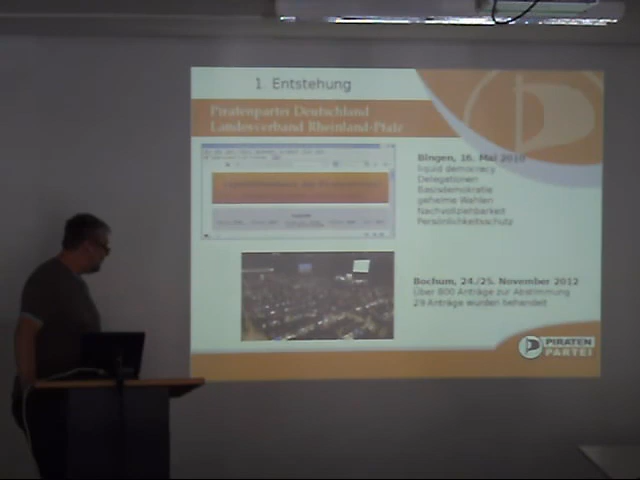 1 Entstehung
Piratenpartei Deutschland
Landesverband Rheinland-Pfalz
Bingen, 16. Mai 2010
liquid democracy
Delegationen
Basisdemokratie
geheime Wahlen
Nachvollziehbarkeit
Persönlichkeitsschutz
Bochum, 24./25. November 2012
Über 800 Anträge zur Abstimmung
29 Anträge wurden behandelt
PIRATEN
PARTEI